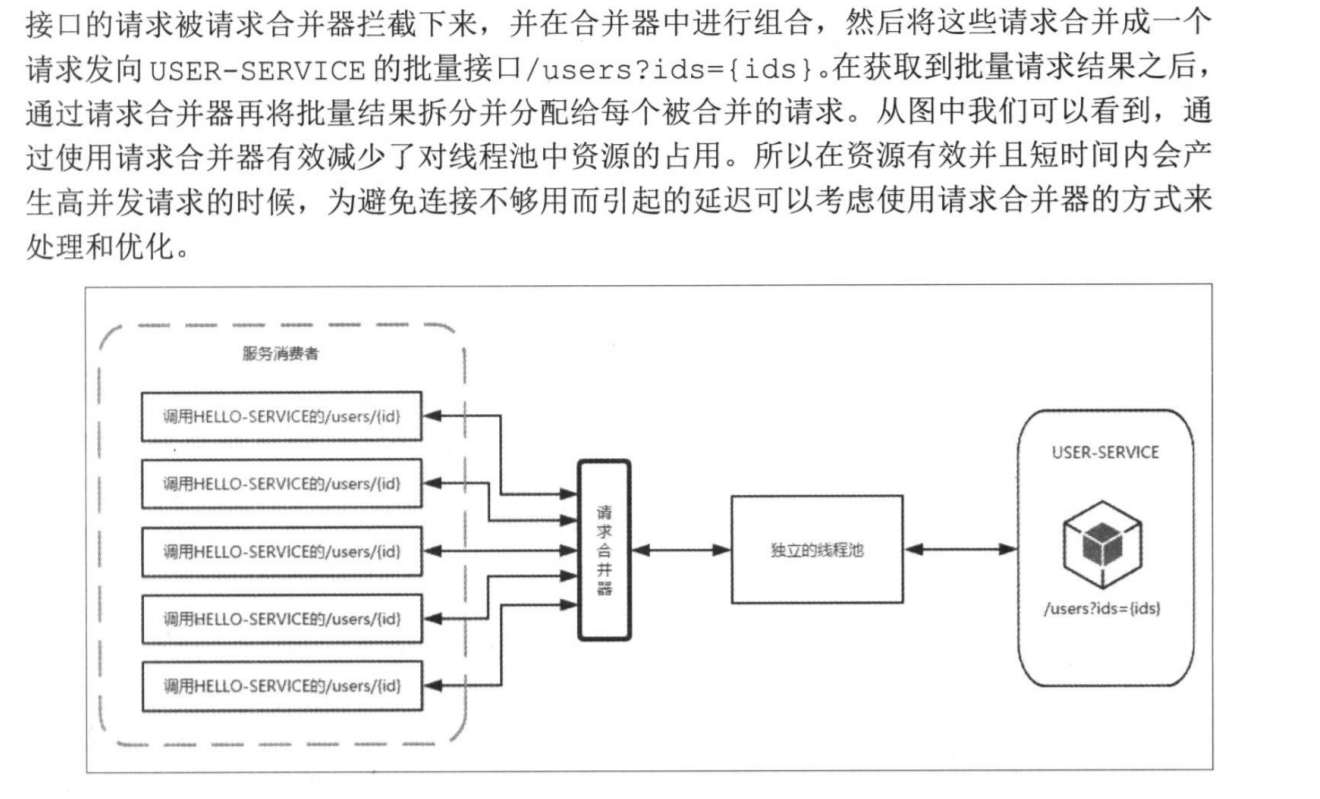 接口的请求被请求合并器拦截下来，并在合并器中进行组合，然后将这些请求合并成一个
请求发向USER-SERVICE的批量接口/users?ids={ids}。在获取到批量请求结果之后，
通过请求合并器再将批量结果拆分并分配给每个被合并的请求。从图中我们可以看到，通
过使用请求合并器有效减少了对线程池中资源的占用。所以在资源有效并且短时间内会产
生高并发请求的时候，为避免连接不够用而引起的延迟可以考虑使用请求合并器的方式来
处理和优化。
服务消费者
调用HELLO-SERVICE的/users/{id}
调用HELLO-SERVICE的/users/{id}
调用HELLO-SERVICE的/users/{id}
调用HELLO-SERVICE的/users/{id}
调用HELLO-SERVICE的/users/{id}
请求合并器
独立的线程池
USER-SERVICE
/users?ids={ids}